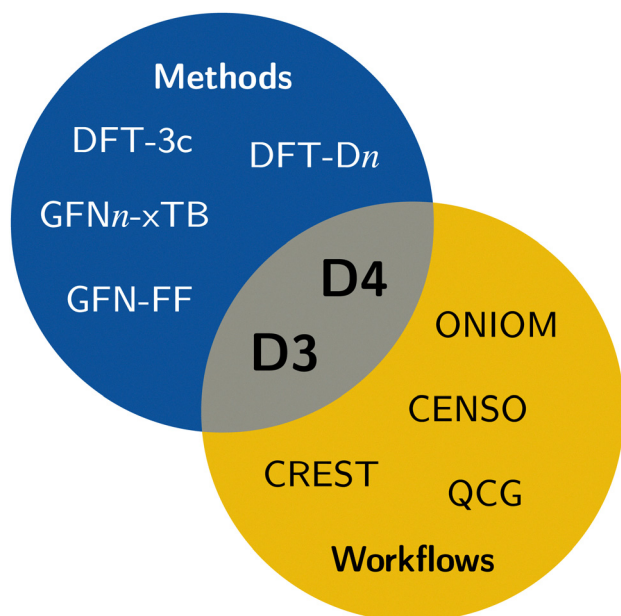 Methods
DFT-3c
DFT-Dn
GFNn-xTB
GFN-FF
D4
D3
ONIOM
CENSO
CREST
QCG
Workflows